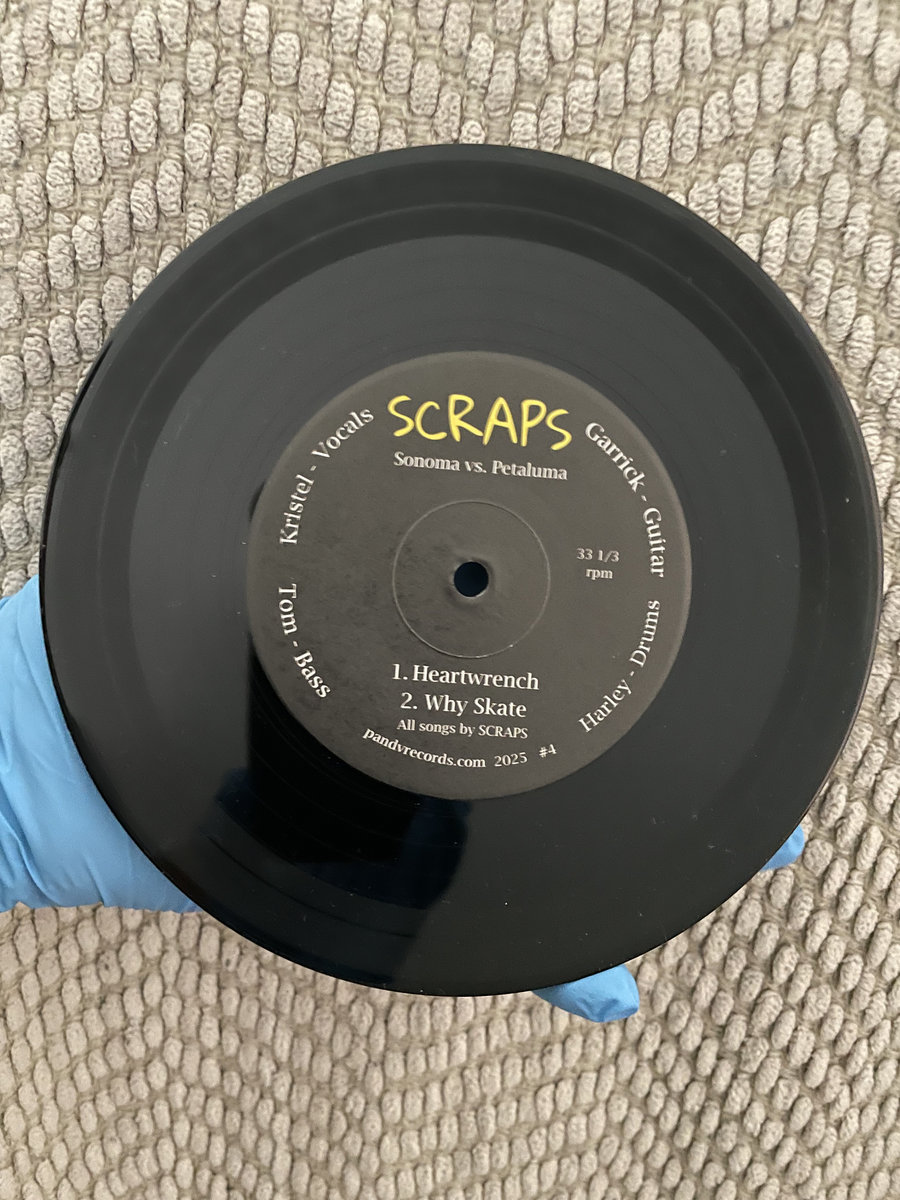 SCRAPS
Sonoma vs. Petaluma
Kristel - Vocals
Garrick - Guitar
33 1/3
rpm
Tom - Bass
Harley - Drums
1. Heartwrench
2. Why Skate
All songs by SCRAPS
pandvrecords.com 2025 #4